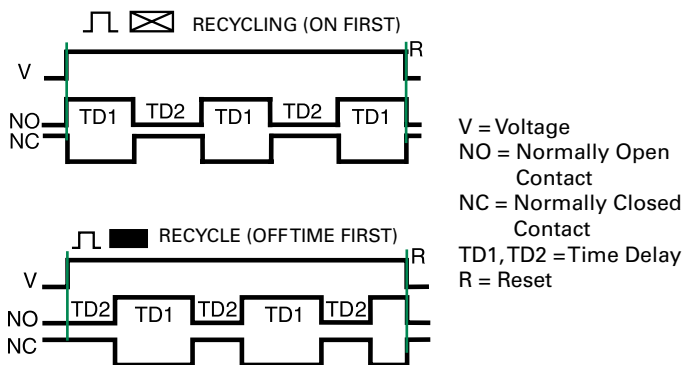 RECYCLING (ON FIRST)
R
V
TD1 TD2 TD1 TD2 TD1
NO
NC
RECYCLE (OFF TIME FIRST)
R
V
TD2 TD1 TD2 TD1 TD2
NO
NC
V = Voltage
NO = Normally Open
Contact
NC = Normally Closed
Contact
TD1, TD2 = Time Delay
R = Reset